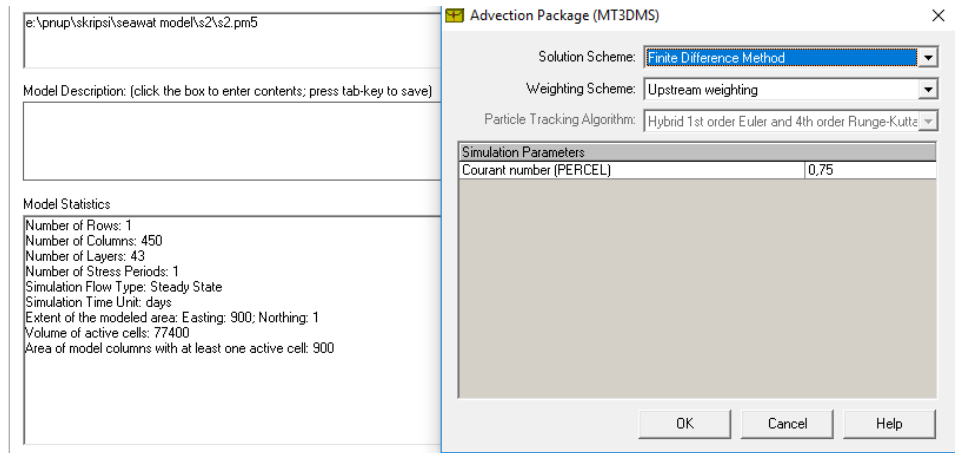 e:\pnup\skripsi\seawat model\s2\s2.pm5
Model Description: (click the box to enter contents; press tab-key to save)
Model Statistics
Number of Rows: 1
Number of Columns: 450
Number of Layers: 43
Number of Stress Periods: 1
Simulation Flow Type: Steady State
Simulation Time Unit: days
Extent of the modeled area: Easting: 900; Northing: 1
Volume of active cells: 77400
Area of model columns with at least one active cell: 900
Advection Package (MT3DMS)
Solution Scheme: Finite Difference Method
Weighting Scheme: Upstream weighting
Particle Tracking Algorithm: Hybrid 1st order Euler and 4th order Runge-Kutta
Simulation Parameters
Courant number (PERCEL) 0,75
OK Cancel Help